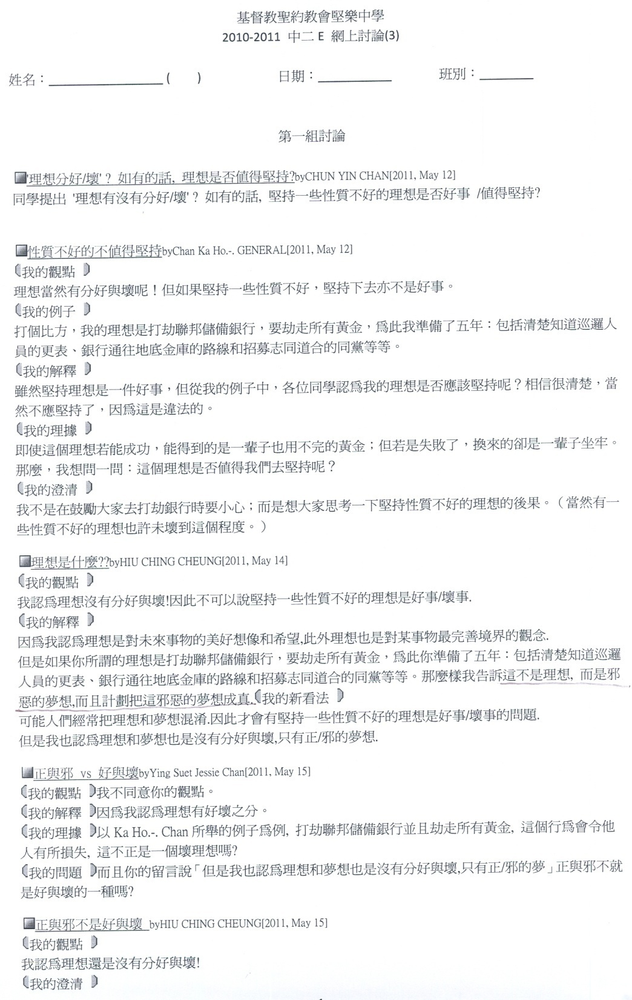 基督教聖約教會堅樂中學
2010-2011 中二 E 網上討論(3)
姓名：_________________( ) 日期：___________ 班別：________
第一組討論
'理想分好/壞'？如有的話, 理想是否值得堅持?byCHUN YIN CHAN[2011, May 12]
同學提出 '理想有沒有分好/壞'？如有的話, 堅持一些性質不好的理想是否好事 /值得堅持?
性質不好的不值得堅持byChan Ka Ho.-. GENERAL[2011, May 12]
【我的觀點 】
理想當然有分好與壞呢！但如果堅持一些性質不好，堅持下去亦不是好事。
【我的例子 】
打個比方，我的理想是打劫聯邦儲備銀行，要劫走所有黃金，為此我準備了五年：包括清楚知道巡邏人
員的更表、銀行通往地底金庫的路線和招募志同道合的同黨等等。
【我的解釋 】
雖然堅持理想是一件好事，但從我的例子中，各位同學認為我的理想是否應該堅持呢？相信很清楚，當
然不應堅持了，因為這是違法的。
【我的理據 】
即使這個理想若能成功，能得到的是一輩子也用不完的黃金；但若是失敗了，換來的卻是一輩子坐牢。
那麼，我想問一問：這個理想是否值得我們去堅持呢？
【我的澄清 】
我不是在鼓勵大家去打劫銀行時要小心；而是想大家思考一下堅持性質不好的理想的後果。（當然有一
些性質不好的理想也許未壞到這個程度。）
理想是什麼??byHIU CHING CHEUNG[2011, May 14]
【我的觀點 】
我認為理想沒有分好與壞!因此不可以說堅持一些性質不好的理想是好事/壞事.
【我的解釋 】
因為我認為理想是對未來事物的美好想像和希望,此外理想也是對某事物最完善境界的觀念.
但是如果你所謂的理想是打劫聯邦儲備銀行，要劫走所有黃金，為此你準備了五年：包括清楚知道巡邏
人員的更表、銀行通往地底金庫的路線和招募志同道合的同黨等等。那麼樣我告訴這不是理想, 而是邪
惡的夢想,而且計劃把這邪惡的夢想成真.【我的新看法 】
可能人們經常把理想和夢想混淆.因此才會有堅持一些性質不好的理想是好事/壞事的問題.
但是我也認為理想和夢想也是沒有分好與壞,只有正/邪的夢想.
正與邪 vs 好與壞byYing Suet Jessie Chan[2011, May 15]
【我的觀點 】我不同意你的觀點。
【我的解釋 】因為我認為理想有好壞之分。
【我的理據 】以 Ka Ho.-. Chan 所舉的例子為例, 打劫聯邦儲備銀行並且劫走所有黃金, 這個行為會令他
人有所損失, 這不正是一個壞理想嗎?
【我的問題 】而且你的留言說「但是我也認為理想和夢想也是沒有分好與壞,只有正/邪的夢」正與邪不就
是好與壞的一種嗎?
正與邪不是好與壞 byHIU CHING CHEUNG[2011, May 15]
【我的觀點 】
我認為理想還是沒有分好與壞!
【我的澄清 】